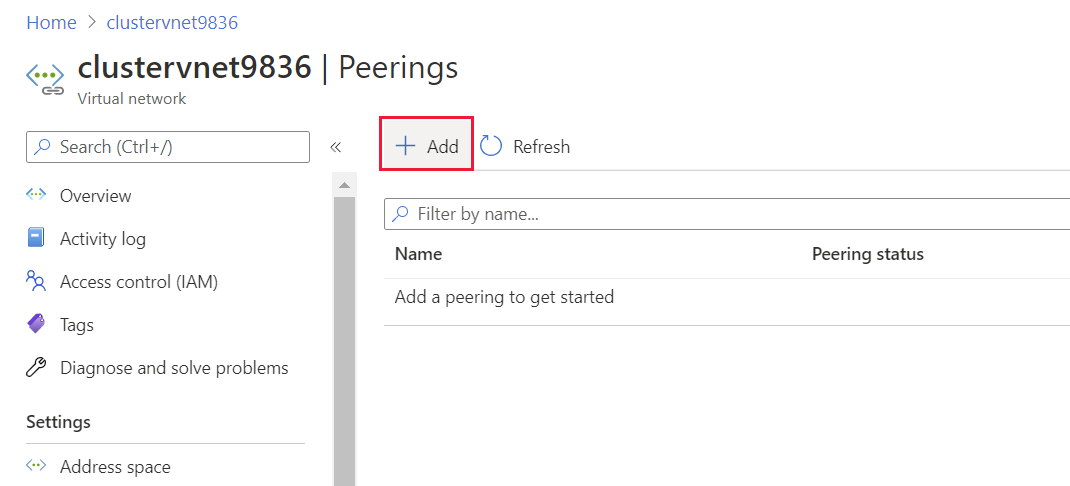 Home > clustervnet9836
clustervnet9836 | Peerings
Virtual network
Search (Ctrl+/)
«
Add
Refresh
Overview
Activity log
Access control (IAM)
Tags
Diagnose and solve problems
Settings
Address space
Filter by name...
Name Peering status
Add a peering to get started